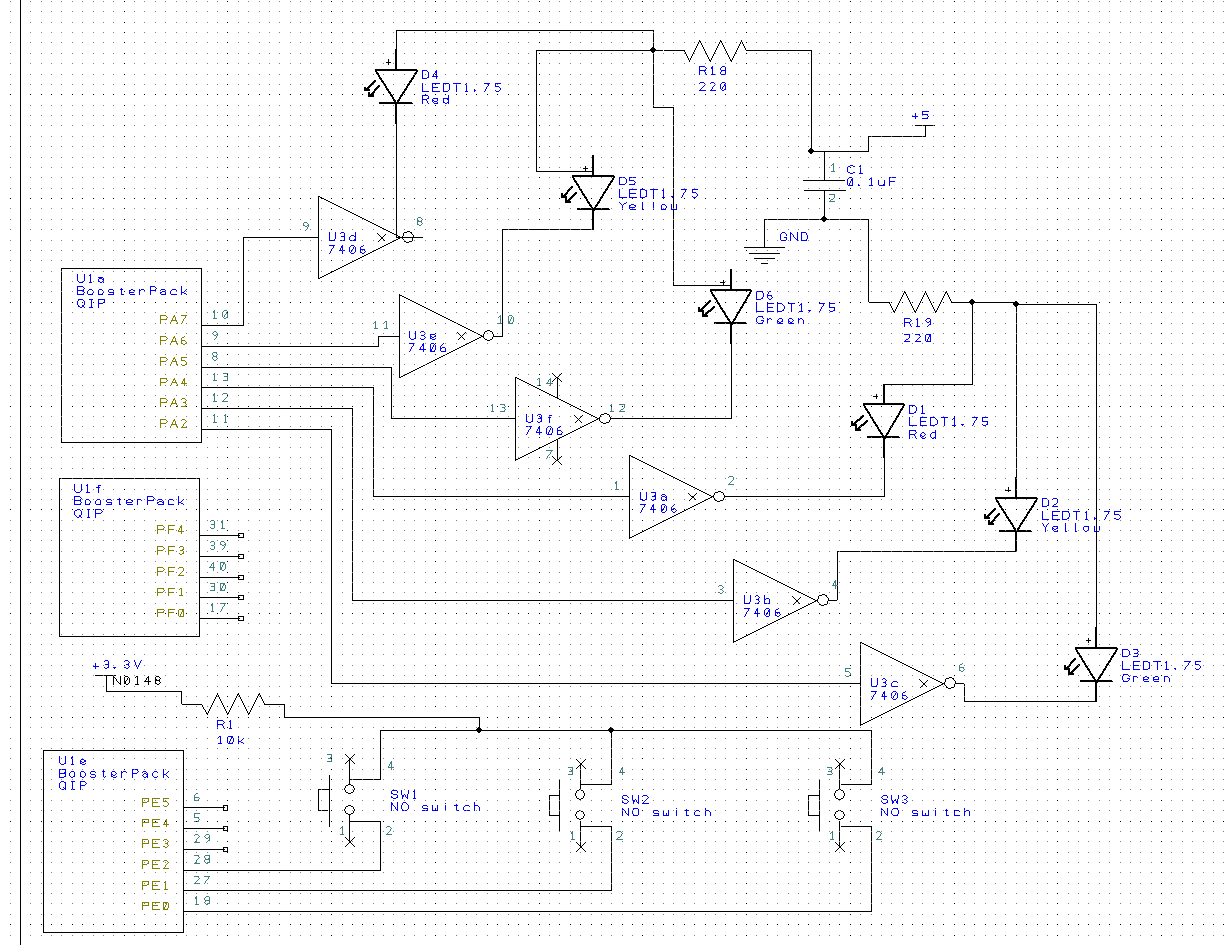 D4
LEDT1.75
Red
R18
220
+5
1
C1
0.1uF
2
GND
D5
LEDT1.75
Yellow
9
U3d
7406
8
U1a
BoosterPack
QIP
PA7 10
PA6 9
PA5 8
PA4 13
PA3 12
PA2 11
11
U3e
7406
10
D6
LEDT1.75
Green
R19
220
14
13
U3f
7406
12
7
D1
LEDT1.75
Red
1
U3a
7406
2
U1f
BoosterPack
QIP
PF4 31
PF3 39
PF2 40
PF1 30
PF0 17
D2
LEDT1.75
Yellow
3
U3b
7406
4
+3.3V
N0148
R1
10k
5
U3c
7406
6
D3
LEDT1.75
Green
U1e
BoosterPack
QIP
PE5 6
PE4 5
PE3 29
PE2 28
PE1 27
PE0 18
3
4
SW1
NO switch
1
2
3
4
SW2
NO switch
1
2
3
4
SW3
NO switch
1
2